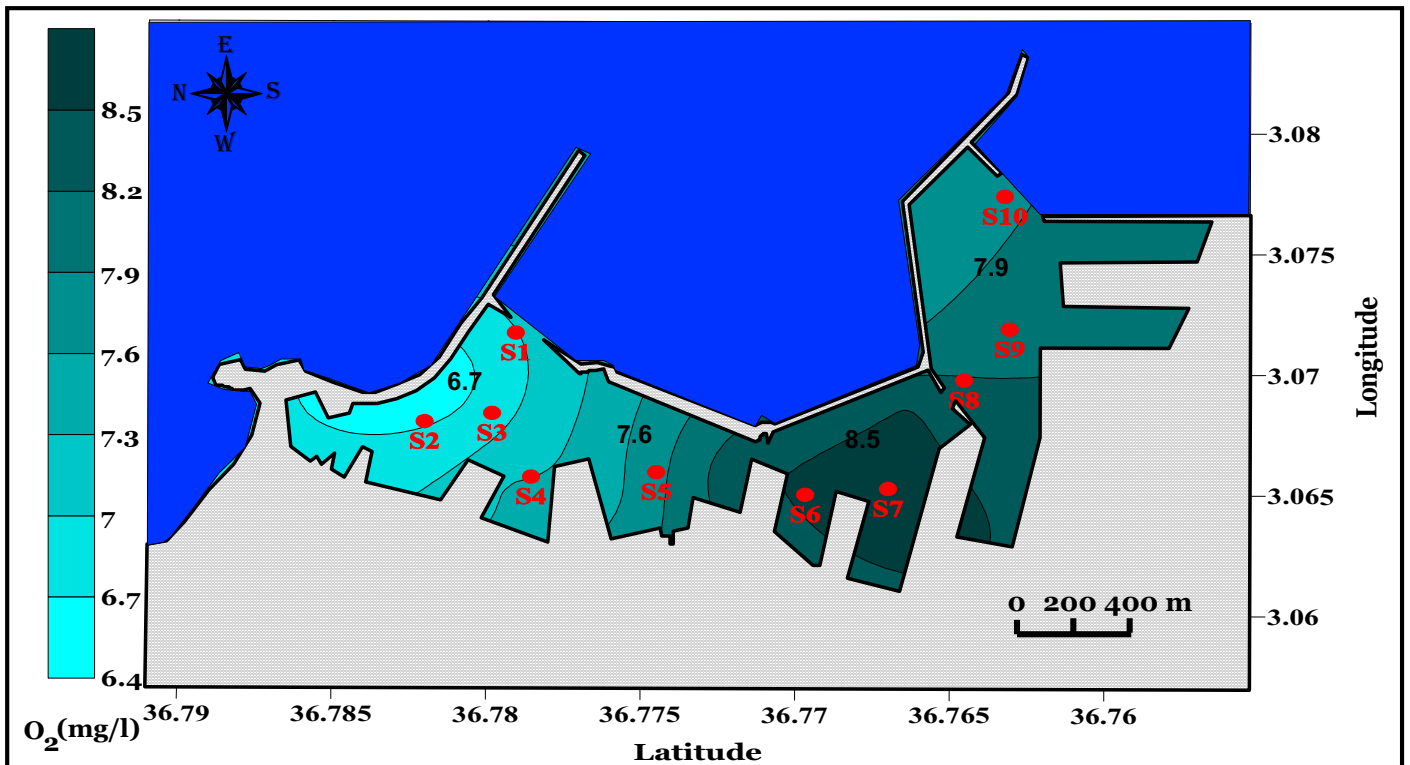 E
N S
W
8.5
8.2
7.9
7.6
7.3
7
6.7
6.4
O₂(mg/l)
3.08
3.075
3.07
3.065
3.06
Longitude
S10
7.9
S9
S8
S1
6.7
S2
S3
S4
7.6
S5
8.5
S6
S7
0 200 400 m
36.79 36.785 36.78 36.775 36.77 36.765 36.76
Latitude